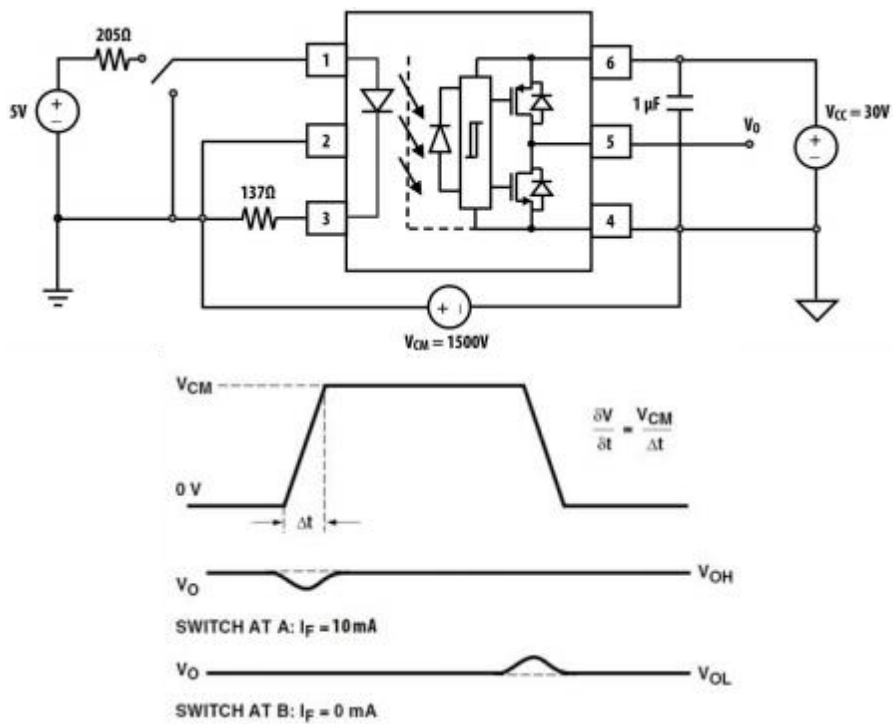 205Ω
1
6
5V
+
−
1 µF
V_CC = 30V
+
−
2
5
V_O
137Ω
3
4
+
V_CM = 1500V
V_CM
δV/δt = V_CM/Δt
0 V
Δt
V_O
V_OH
SWITCH AT A: I_F = 10 mA
V_O
V_OL
SWITCH AT B: I_F = 0 mA